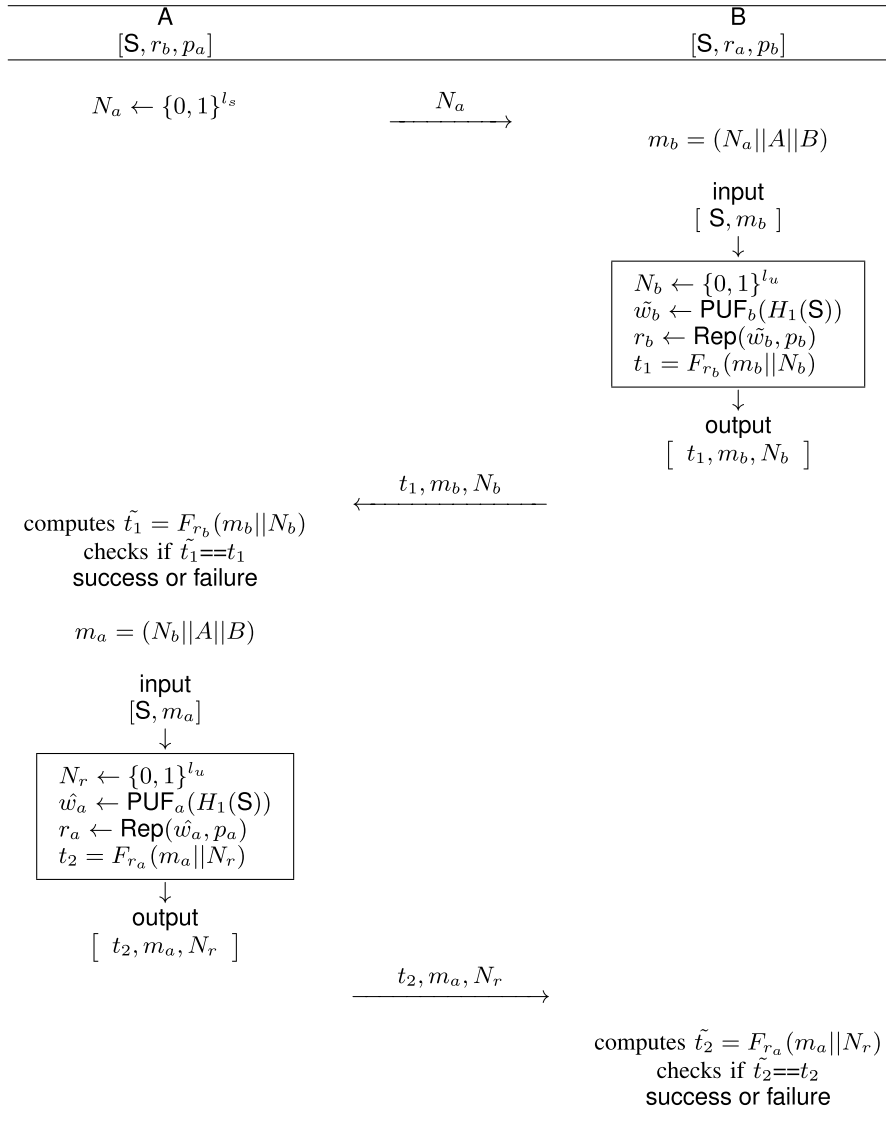 A B
[S, r_b, p_a] [S, r_a, p_b]
N_a ← {0, 1}^{l_s} N_a
m_b = (N_a||A||B)
input
[ S, m_b ]
↓
N_b ← {0, 1}^{l_u}
w̃_b ← PUF_b(H_1(S))
r_b ← Rep(w̃_b, p_b)
t_1 = F_{r_b}(m_b||N_b)
↓
output
[ t_1, m_b, N_b ]
t_1, m_b, N_b
computes t̃_1 = F_{r_b}(m_b||N_b)
checks if t̃_1==t_1
success or failure
m_a = (N_b||A||B)
input
[S, m_a]
↓
N_r ← {0, 1}^{l_u}
ŵ_a ← PUF_a(H_1(S))
r_a ← Rep(ŵ_a, p_a)
t_2 = F_{r_a}(m_a||N_r)
↓
output
[ t_2, m_a, N_r ]
t_2, m_a, N_r
computes t̃_2 = F_{r_a}(m_a||N_r)
checks if t̃_2==t_2
success or failure